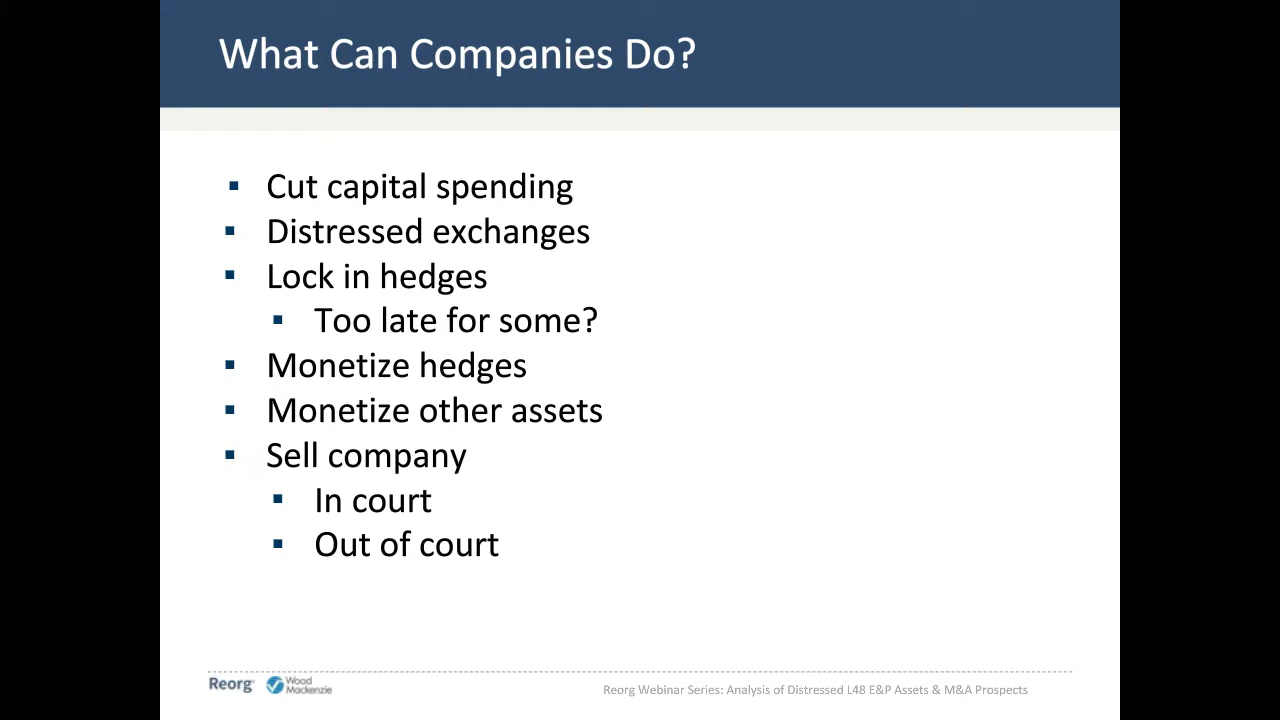 What Can Companies Do?
▪ Cut capital spending
▪ Distressed exchanges
▪ Lock in hedges
▪ Too late for some?
▪ Monetize hedges
▪ Monetize other assets
▪ Sell company
▪ In court
▪ Out of court
Reorg
Wood
Mackenzie
Reorg Webinar Series: Analysis of Distressed L48 E&P Assets & M&A Prospects